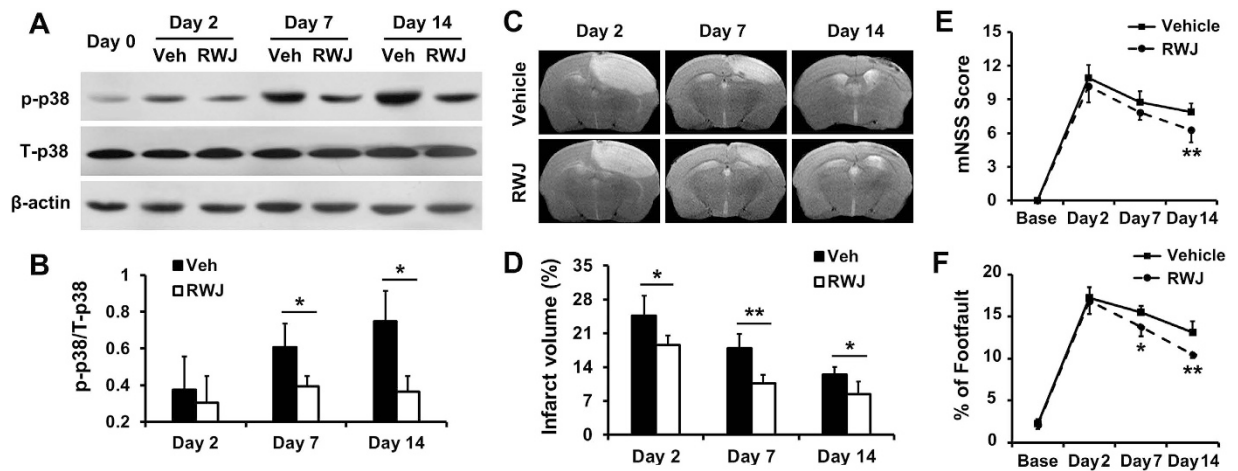 A
Day 0
Day 2
Day 7
Day 14
Veh RWJ
Veh RWJ
Veh RWJ
p-p38
T-p38
β-actin
B
p-p38/T-p38
1
0.8
0.6
0.4
0.2
Veh
RWJ
*
*
Day 2
Day 7
Day 14
C
Day 2
Day 7
Day 14
Vehicle
RWJ
D
Infarct volume (%)
35
28
21
14
7
0
Veh
RWJ
*
**
*
Day 2
Day 7
Day 14
E
mNSS Score
15
12
9
6
3
0
Vehicle
RWJ
**
Base
Day2
Day7
Day14
F
% of Footfault
20
15
10
5
0
Vehicle
RWJ
*
**
Base
Day2
Day7
Day14